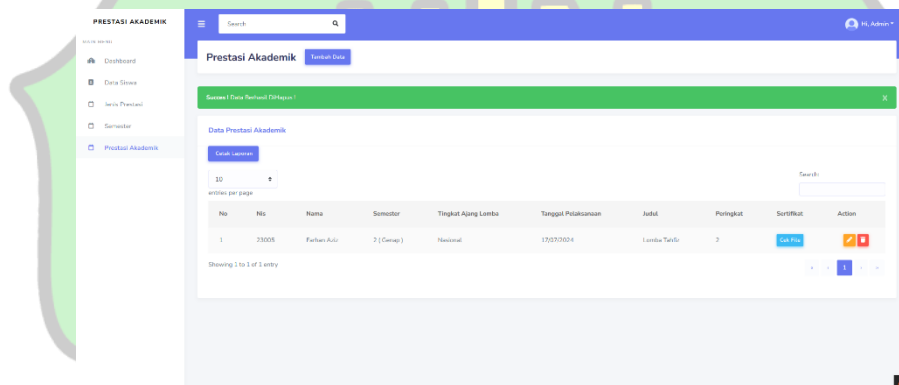 PRESTASI AKADEMIK
Search
Hi, Admin
MAIN MENU
Dashboard
Data Siswa
Jenis Prestasi
Semester
Prestasi Akademik
Prestasi Akademik
Tambah Data
Succes ! Data Berhasil DiHapus !
X
Data Prestasi Akademik
Cetak Laporan
10
entries per page
Search:
No Nis Nama Semester Tingkat Ajang Lomba Tanggal Pelaksanaan Judul Peringkat Sertifikat Action
1 23005 Farhan Aziz 2 ( Genap ) Nasional 17/07/2024 Lomba Tahfiz 2 Cek File
Showing 1 to 1 of 1 entry
« ‹ 1 › »